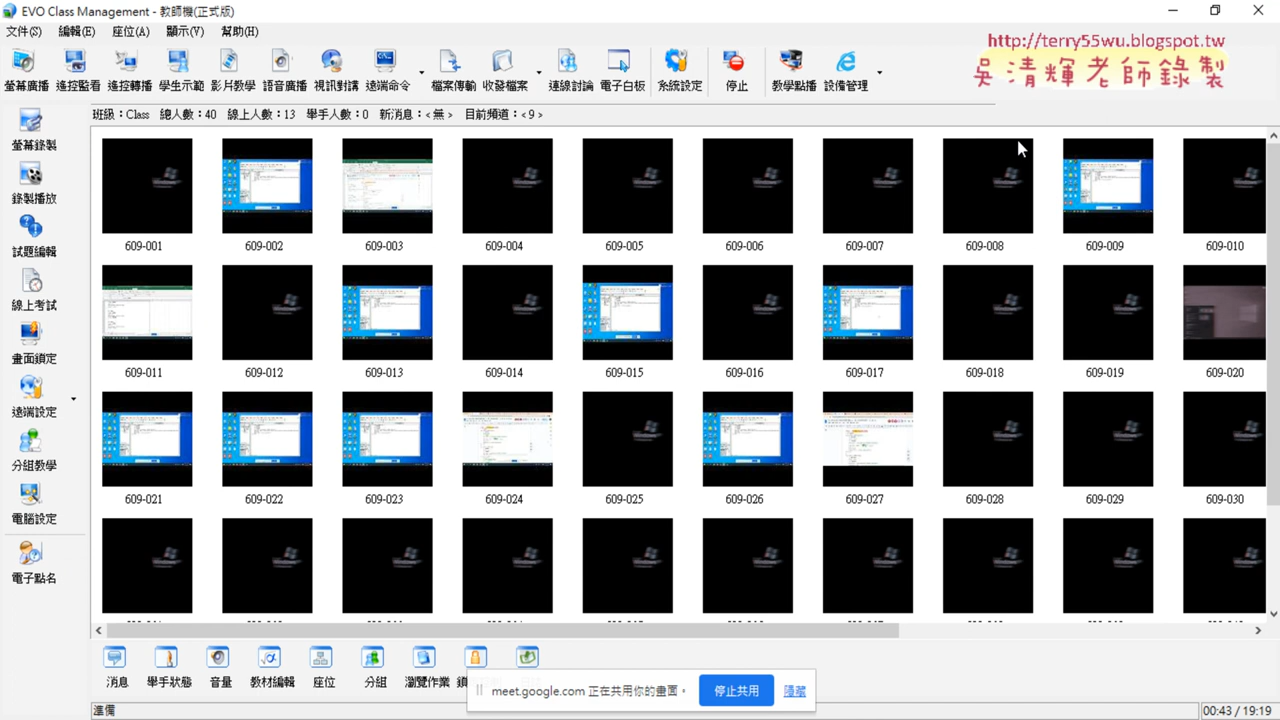 EVO Class Management - 教師機(正式版)
文件(S) 編輯(E) 座位(A) 顯示(V) 幫助(H)
http://terry55wu.blogspot.tw
吳清輝老師錄製
螢幕廣播 遙控監看 遙控轉播 學生示範 影片教學 語音廣播 視訊對講 遠端命令 檔案傳輸 收發檔案 連線討論 電子白板 系統設定 停止 教學點播 設備管理
班級：Class 總人數：40 線上人數：13 舉手人數：0 新消息：<無> 目前頻道：<9>
螢幕錄製
錄製播放
試題編輯
線上考試
畫面鎖定
遠端設定
分組教學
電腦設定
電子點名
609-001 609-002 609-003 609-004 609-005 609-006 609-007 609-008 609-009 609-010
609-011 609-012 609-013 609-014 609-015 609-016 609-017 609-018 609-019 609-020
609-021 609-022 609-023 609-024 609-025 609-026 609-027 609-028 609-029 609-030
消息 舉手狀態 音量 教材編輯 座位 分組 瀏覽作業
meet.google.com 正在共用你的畫面。 停止共用 隱藏
準備
00:43 / 19:19